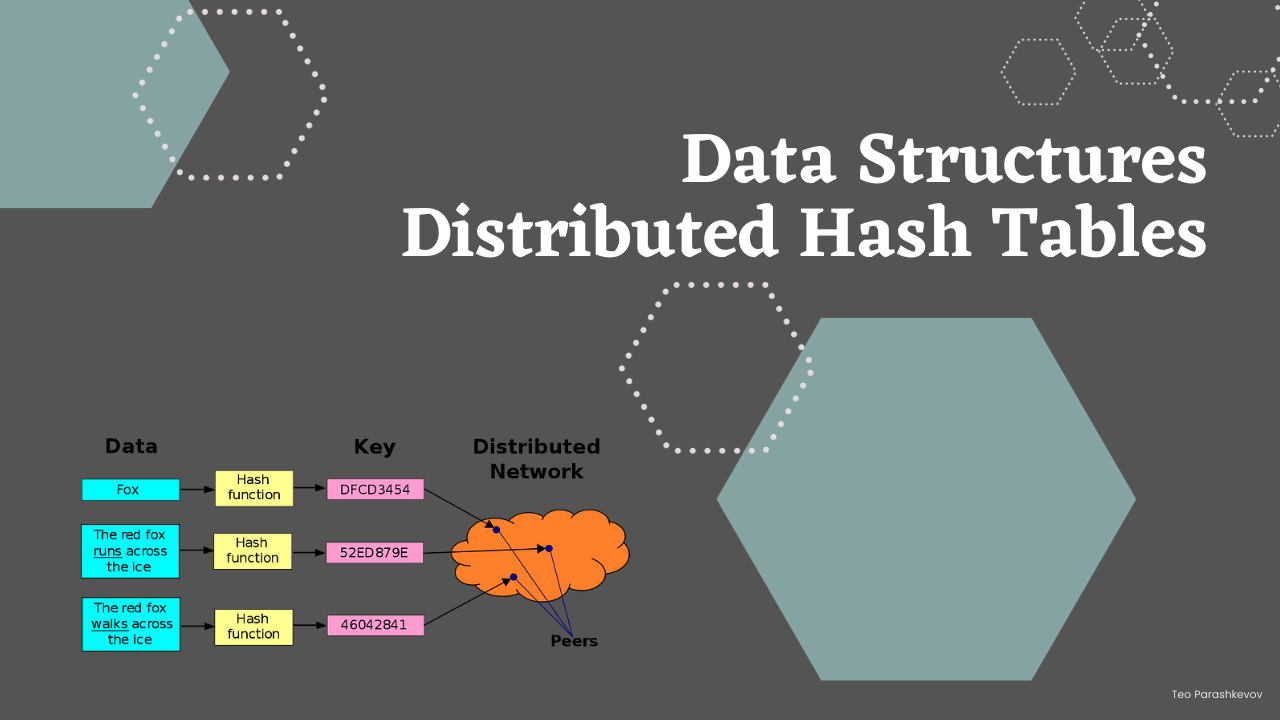 Data Structures
Distributed Hash Tables
Data
Key
Distributed
Network
Fox
Hash
function
DFCD3454
The red fox
runs across
the ice
Hash
function
52ED879E
The red fox
walks across
the ice
Hash
function
46042841
Peers
Teo Parashkevov